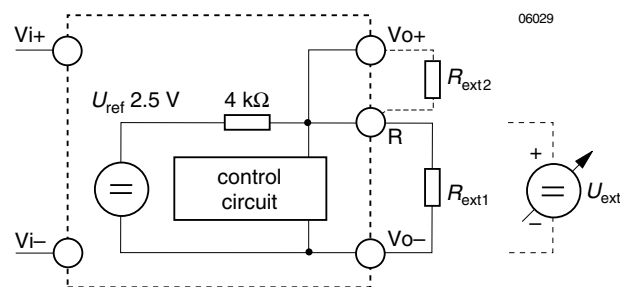 06029
Vi+
Vo+
Rext2
Uref 2.5 V
4 kΩ
R
+
=
control
circuit
Rext1
=
Uext
–
Vi–
Vo–